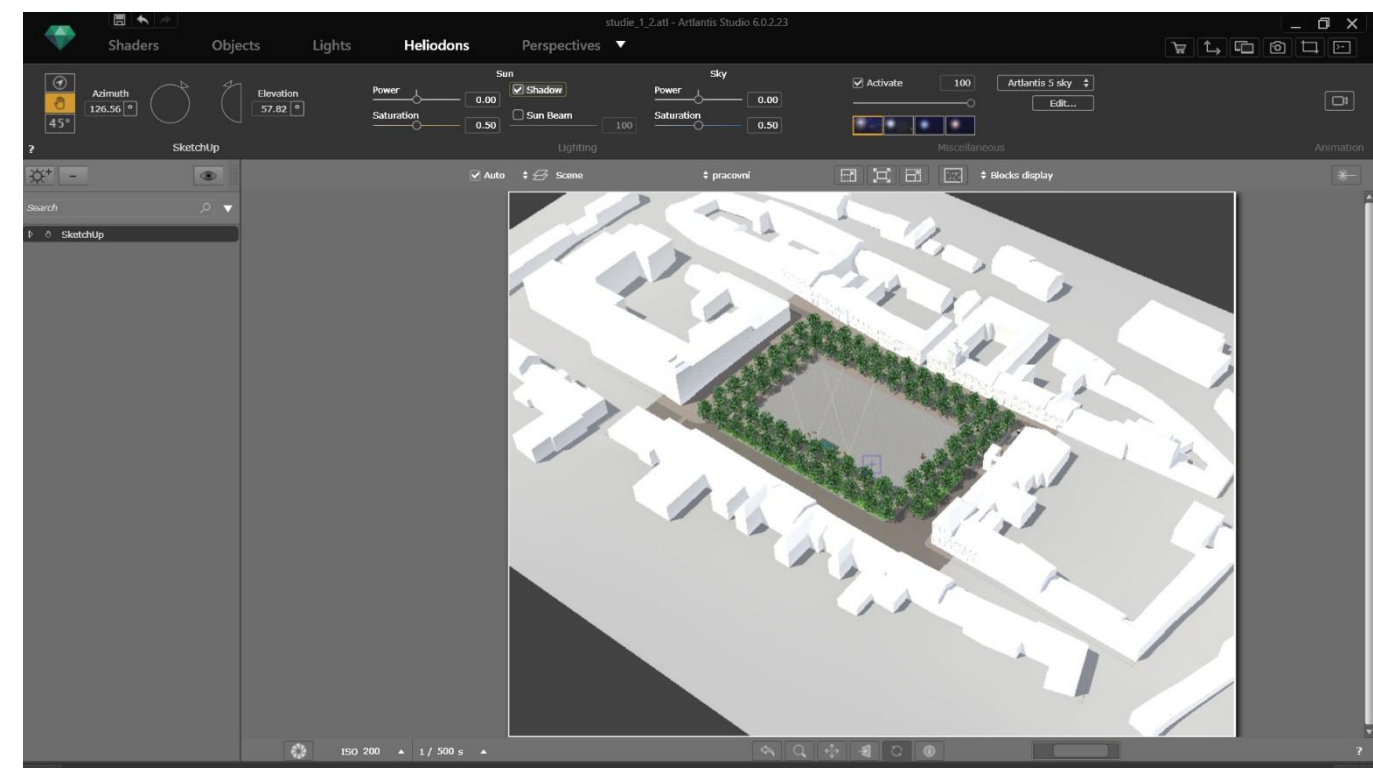 studie_1_2.atl - Artlantis Studio 6.0.2.23
Shaders Objects Lights Heliodons Perspectives
Sun Sky
Azimuth 126.56 °
Elevation 57.82 °
45°
Power 0.00
Shadow
Power 0.00
Saturation 0.50
Sun Beam 100
Saturation 0.50
Activate 100
Artlantis 5 sky
Edit...
? SketchUp Lighting Miscellaneous Animation
Auto Scene pracovni Blocks display
Search
SketchUp
ISO 200 1 / 500 s ?